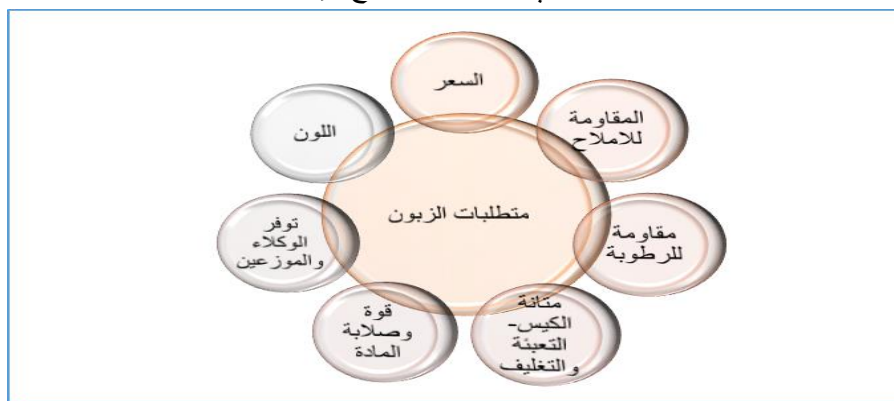 السعر
المقاومة
للاملاح
مقاومة
للرطوبة
متانة
الكيس-
التعبئة
والتغليف
قوة
وصلابة
المادة
توفر
الوكلاء
والموزعين
اللون
متطلبات الزبون